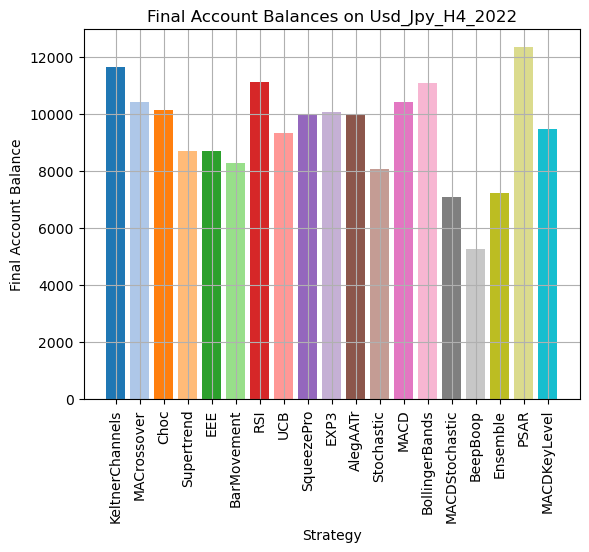 Final Account Balances on Usd_Jpy_H4_2022
Final Account Balance
12000
10000
8000
6000
4000
2000
0
KeltnerChannels
MACrossover
Choc
Supertrend
EEE
BarMovement
RSI
UCB
SqueezePro
EXP3
AlegAATr
Stochastic
MACD
BollingerBands
MACDStochastic
BeepBoop
Ensemble
PSAR
MACDKeyLevel
Strategy